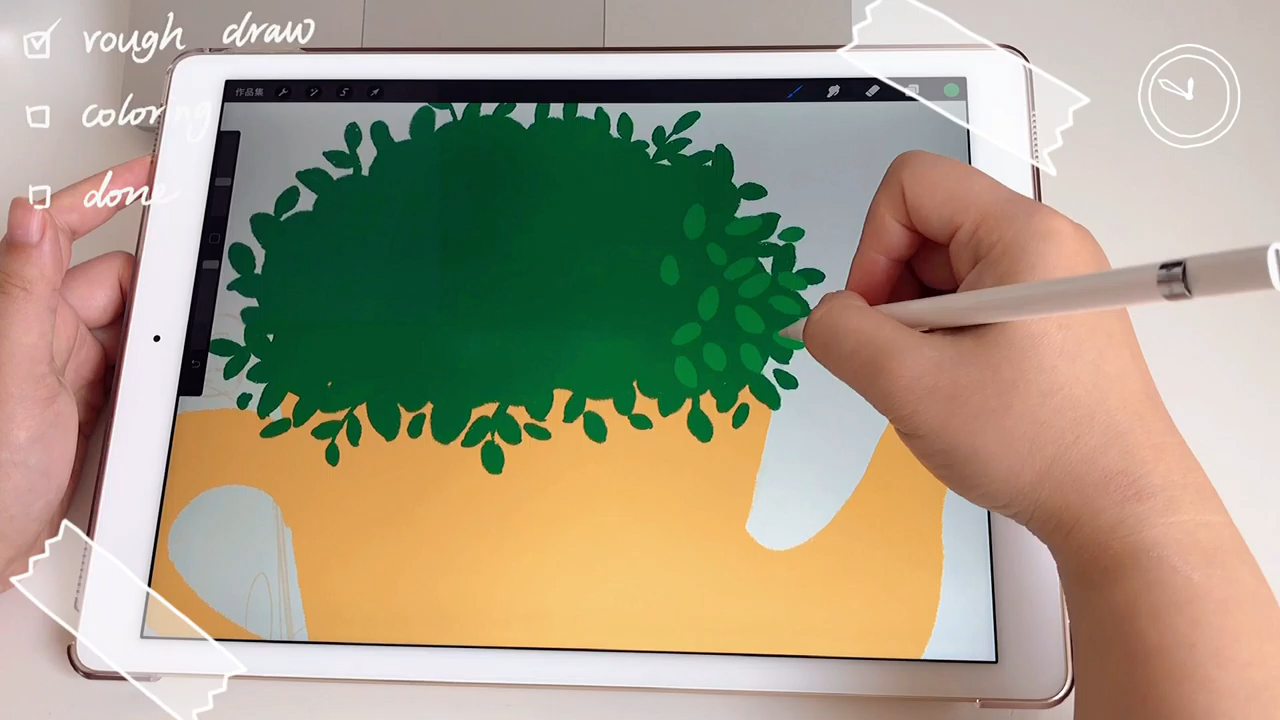 rough draw
coloring
done
作品集